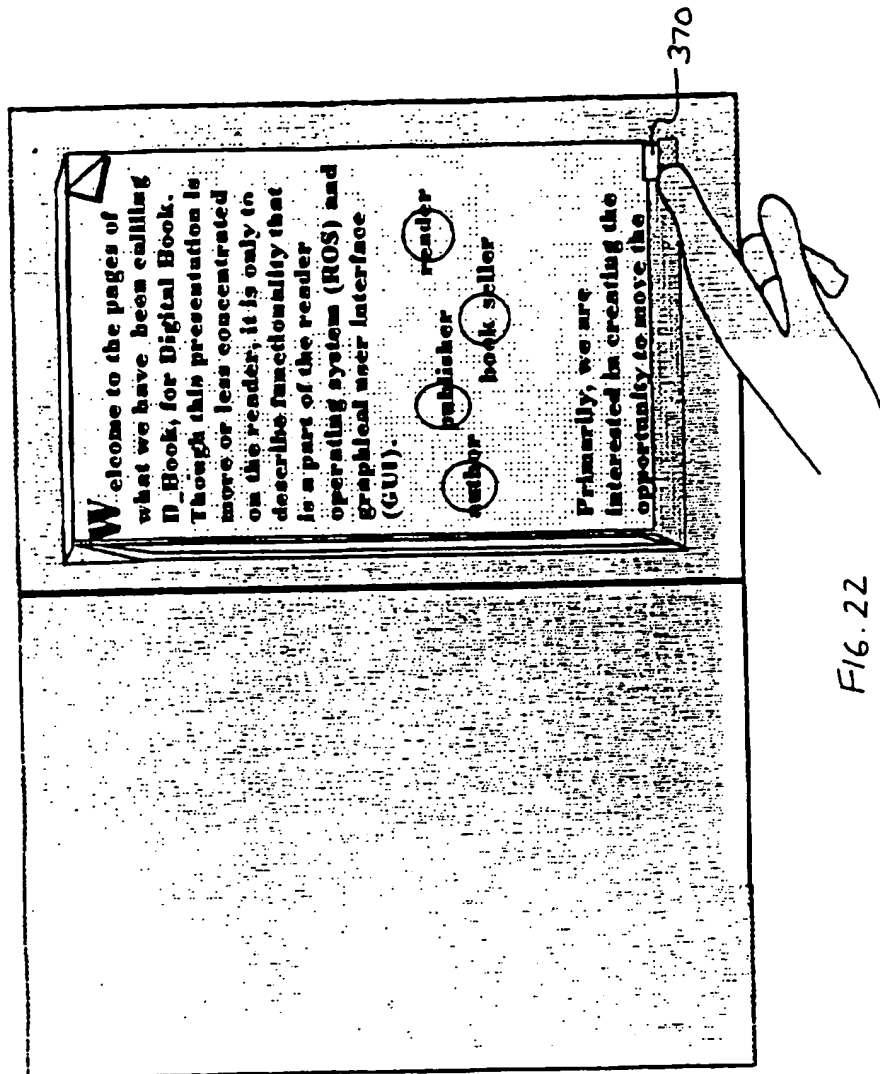 Welcome to the pages of
what we have been callling
D_Book, for Digital Book.
Though this presentation is
more or less concentrated
on the reader, it is only to
describe functionality that
is a part of the reader
operating system (ROS) and
graphical user interface
(GUI).
author
publisher
book seller
reader
Primarily, we are
interested in creating the
opportunity to move the
370
FIG. 22